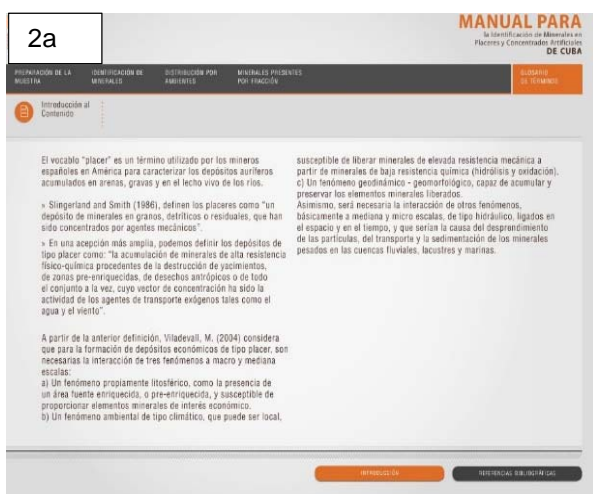 2a
MANUAL PARA
la Identificación de Minerales en
Placeres y Concentrados Artificiales
DE CUBA
PREPARACIÓN DE LA
MUESTRA
IDENTIFICACIÓN DE
MINERALES
DISTRIBUCIÓN POR
AMBIENTES
MINERALES PRESENTES
POR FRACCIÓN
GLOSARIO
DE TÉRMINOS
Introducción al
Contenido
El vocablo "placer" es un término utilizado por los mineros
españoles en América para caracterizar los depósitos auríferos
acumulados en arenas, gravas y en el lecho vivo de los ríos.
» Slingerland and Smith (1986), definen los placeres como "un
depósito de minerales en granos, detríticos o residuales, que han
sido concentrados por agentes mecánicos".
» En una acepción más amplia, podemos definir los depósitos de
tipo placer como: "la acumulación de minerales de alta resistencia
físico-química procedentes de la destrucción de yacimientos,
de zonas pre-enriquecidas, de desechos antrópicos o de todo
el conjunto a la vez, cuyo vector de concentración ha sido la
actividad de los agentes de transporte exógenos tales como el
agua y el viento".
A partir de la anterior definición, Viladevall, M. (2004) considera
que para la formación de depósitos económicos de tipo placer, son
necesarias la interacción de tres fenómenos a macro y mediana
escalas:
a) Un fenómeno propiamente litosférico, como la presencia de
un área fuente enriquecida, o pre-enriquecida, y susceptible de
proporcionar elementos minerales de interés económico.
b) Un fenómeno ambiental de tipo climático, que puede ser local,
susceptible de liberar minerales de elevada resistencia mecánica a
partir de minerales de baja resistencia química (hidrólisis y oxidación).
c) Un fenómeno geodinámico - geomorfológico, capaz de acumular y
preservar los elementos minerales liberados.
Asimismo, será necesaria la interacción de otros fenómenos,
básicamente a mediana y micro escalas, de tipo hidráulico, ligados en
el espacio y en el tiempo, y que serían la causa del desprendimiento
de las partículas, del transporte y la sedimentación de los minerales
pesados en las cuencas fluviales, lacustres y marinas.
INTRODUCCIÓN
REFERENCIAS BIBLIOGRÁFICAS